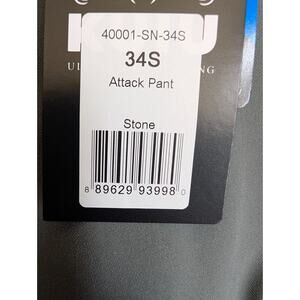 40001-SN-34S
34S
Attack Pant
Stone
8 89629 93998 0